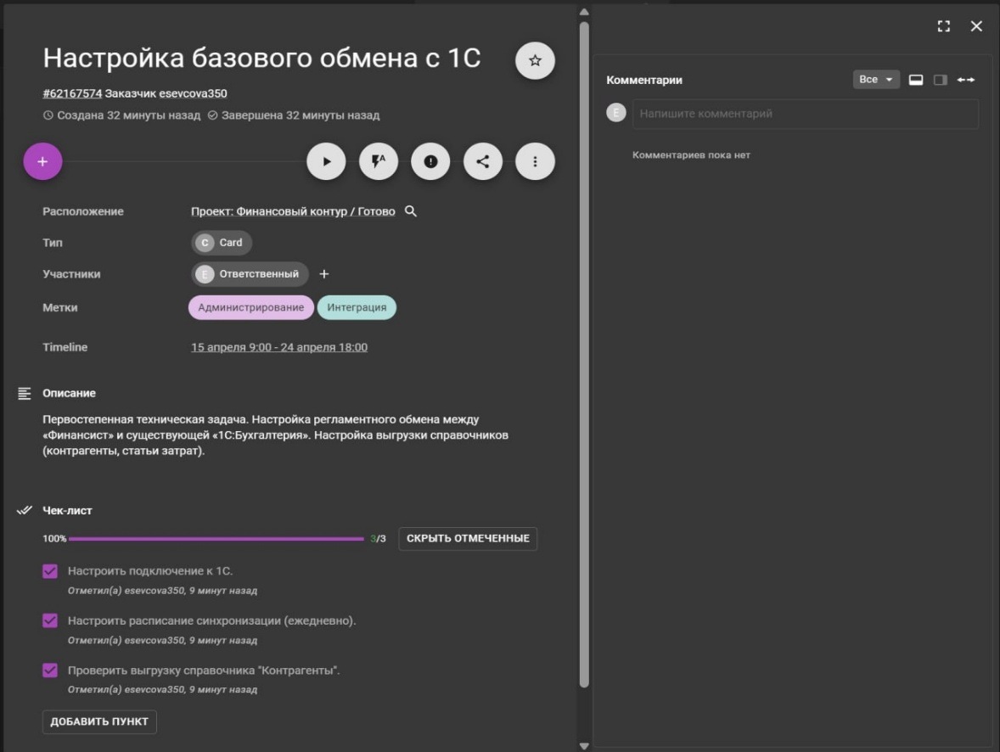 Настройка базового обмена с 1С
#62167574 Заказчик esevcova350
Создана 32 минуты назад Завершена 32 минуты назад
Расположение Проект: Финансовый контур / Готово
Тип C Card
Участники E Ответственный +
Метки Администрирование Интеграция
Timeline 15 апреля 9:00 - 24 апреля 18:00
Описание
Первостепенная техническая задача. Настройка регламентного обмена между
«Финансист» и существующей «1С:Бухгалтерия». Настройка выгрузки справочников
(контрагенты, статьи затрат).
Чек-лист
100% 3/3 СКРЫТЬ ОТМЕЧЕННЫЕ
Настроить подключение к 1С.
Отметил(а) esevcova350, 9 минут назад
Настроить расписание синхронизации (ежедневно).
Отметил(а) esevcova350, 9 минут назад
Проверить выгрузку справочника "Контрагенты".
Отметил(а) esevcova350, 9 минут назад
ДОБАВИТЬ ПУНКТ
Комментарии Все
E Напишите комментарий
Комментариев пока нет